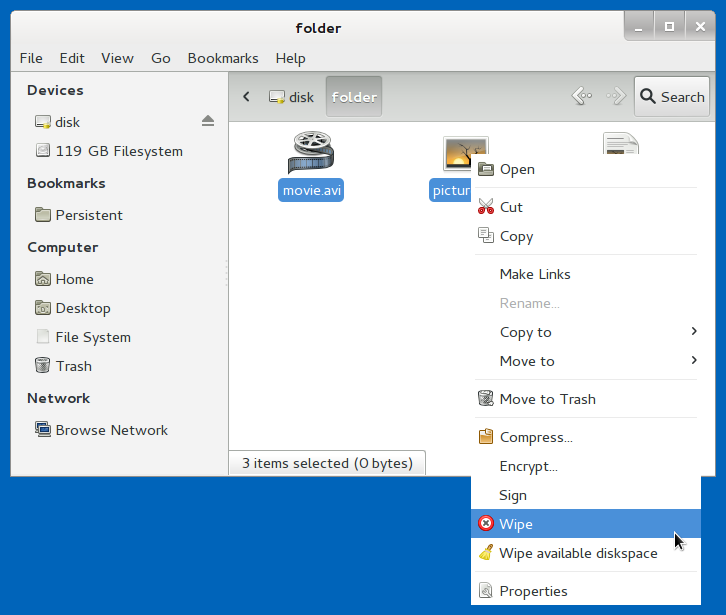 folder
File Edit View Go Bookmarks Help
Devices
disk
119 GB Filesystem
Bookmarks
Persistent
Computer
Home
Desktop
File System
Trash
Network
Browse Network
disk folder Search
movie.avi
pictur
3 items selected (0 bytes)
Open
Cut
Copy
Make Links
Rename...
Copy to
Move to
Move to Trash
Compress...
Encrypt...
Sign
Wipe
Wipe available diskspace
Properties